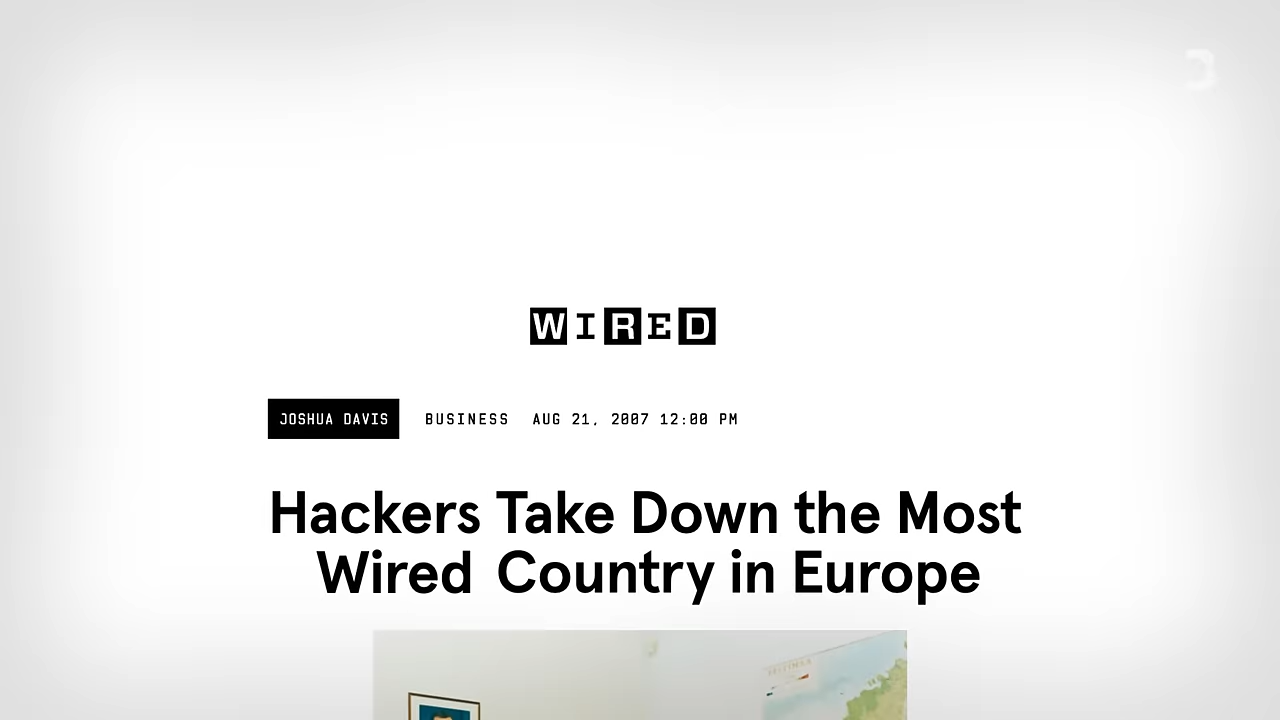 WIRED
JOSHUA DAVIS BUSINESS AUG 21, 2007 12:00 PM
Hackers Take Down the Most
Wired Country in Europe